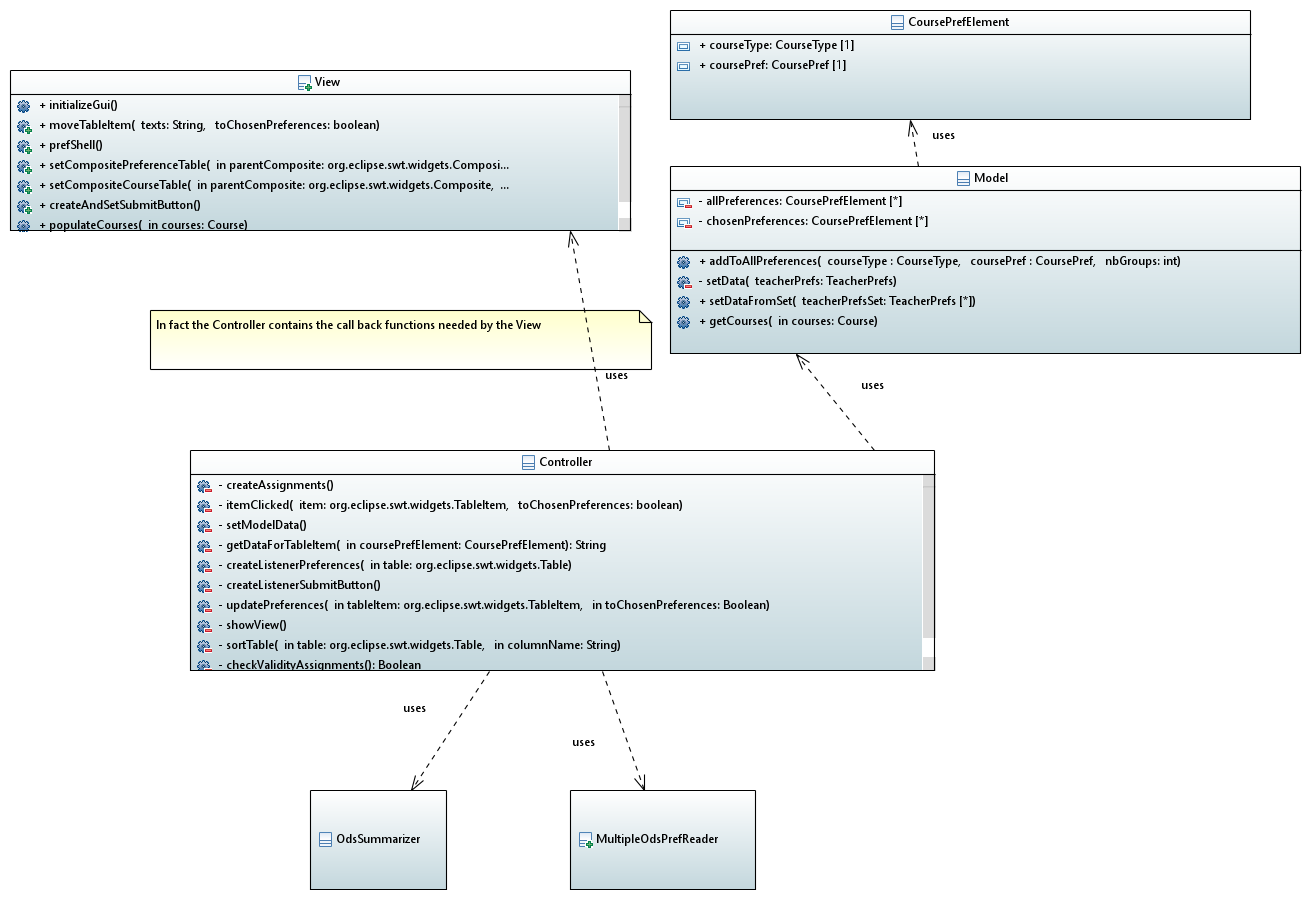 CoursePrefElement
+ courseType: CourseType [1]
+ coursePref: CoursePref [1]
View
+ initializeGui()
+ moveTableItem( texts: String, toChosenPreferences: boolean)
+ prefShell()
+ setCompositePreferenceTable( in parentComposite: org.eclipse.swt.widgets.Composi...
+ setCompositeCourseTable( in parentComposite: org.eclipse.swt.widgets.Composite, ...
+ createAndSetSubmitButton()
+ populateCourses( in courses: Course)
uses
Model
- allPreferences: CoursePrefElement [*]
- chosenPreferences: CoursePrefElement [*]
+ addToAllPreferences( courseType : CourseType, coursePref : CoursePref, nbGroups: int)
- setData( teacherPrefs: TeacherPrefs)
+ setDataFromSet( teacherPrefsSet: TeacherPrefs [*])
+ getCourses( in courses: Course)
In fact the Controller contains the call back functions needed by the View
uses
uses
Controller
- createAssignments()
- itemClicked( item: org.eclipse.swt.widgets.TableItem, toChosenPreferences: boolean)
- setModelData()
- getDataForTableItem( in coursePrefElement: CoursePrefElement): String
- createListenerPreferences( in table: org.eclipse.swt.widgets.Table)
- createListenerSubmitButton()
- updatePreferences( in tableItem: org.eclipse.swt.widgets.TableItem, in toChosenPreferences: Boolean)
- showView()
- sortTable( in table: org.eclipse.swt.widgets.Table, in columnName: String)
- checkValidityAssignments(): Boolean
uses
uses
OdsSummarizer
MultipleOdsPrefReader